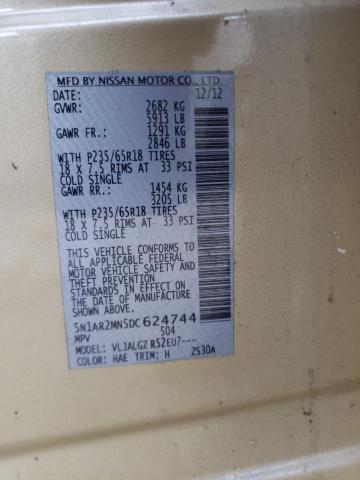 MFD BY NISSAN MOTOR CO., LTD.
DATE: 12/12
GVWR: 2682 KG
5913 LB
GAWR FR.: 1291 KG
2846 LB
WITH P235/65R18 TIRES
18 X 7.5 RIMS AT 33 PSI
COLD SINGLE
GAWR RR.: 1454 KG
3205 LB
WITH P235/65R18 TIRES
18 X 7.5 RIMS AT 33 PSI
COLD SINGLE
THIS VEHICLE CONFORMS TO
ALL APPLICABLE FEDERAL
MOTOR VEHICLE SAFETY AND
THEFT PREVENTION
STANDARDS IN EFFECT ON
THE DATE OF MANUFACTURE
SHOWN ABOVE.
5N1AR2MN5DC624744
MPV 504
MODEL: VLJALGZ R52EU7---
COLOR: HAE TRIM: H 2S30A